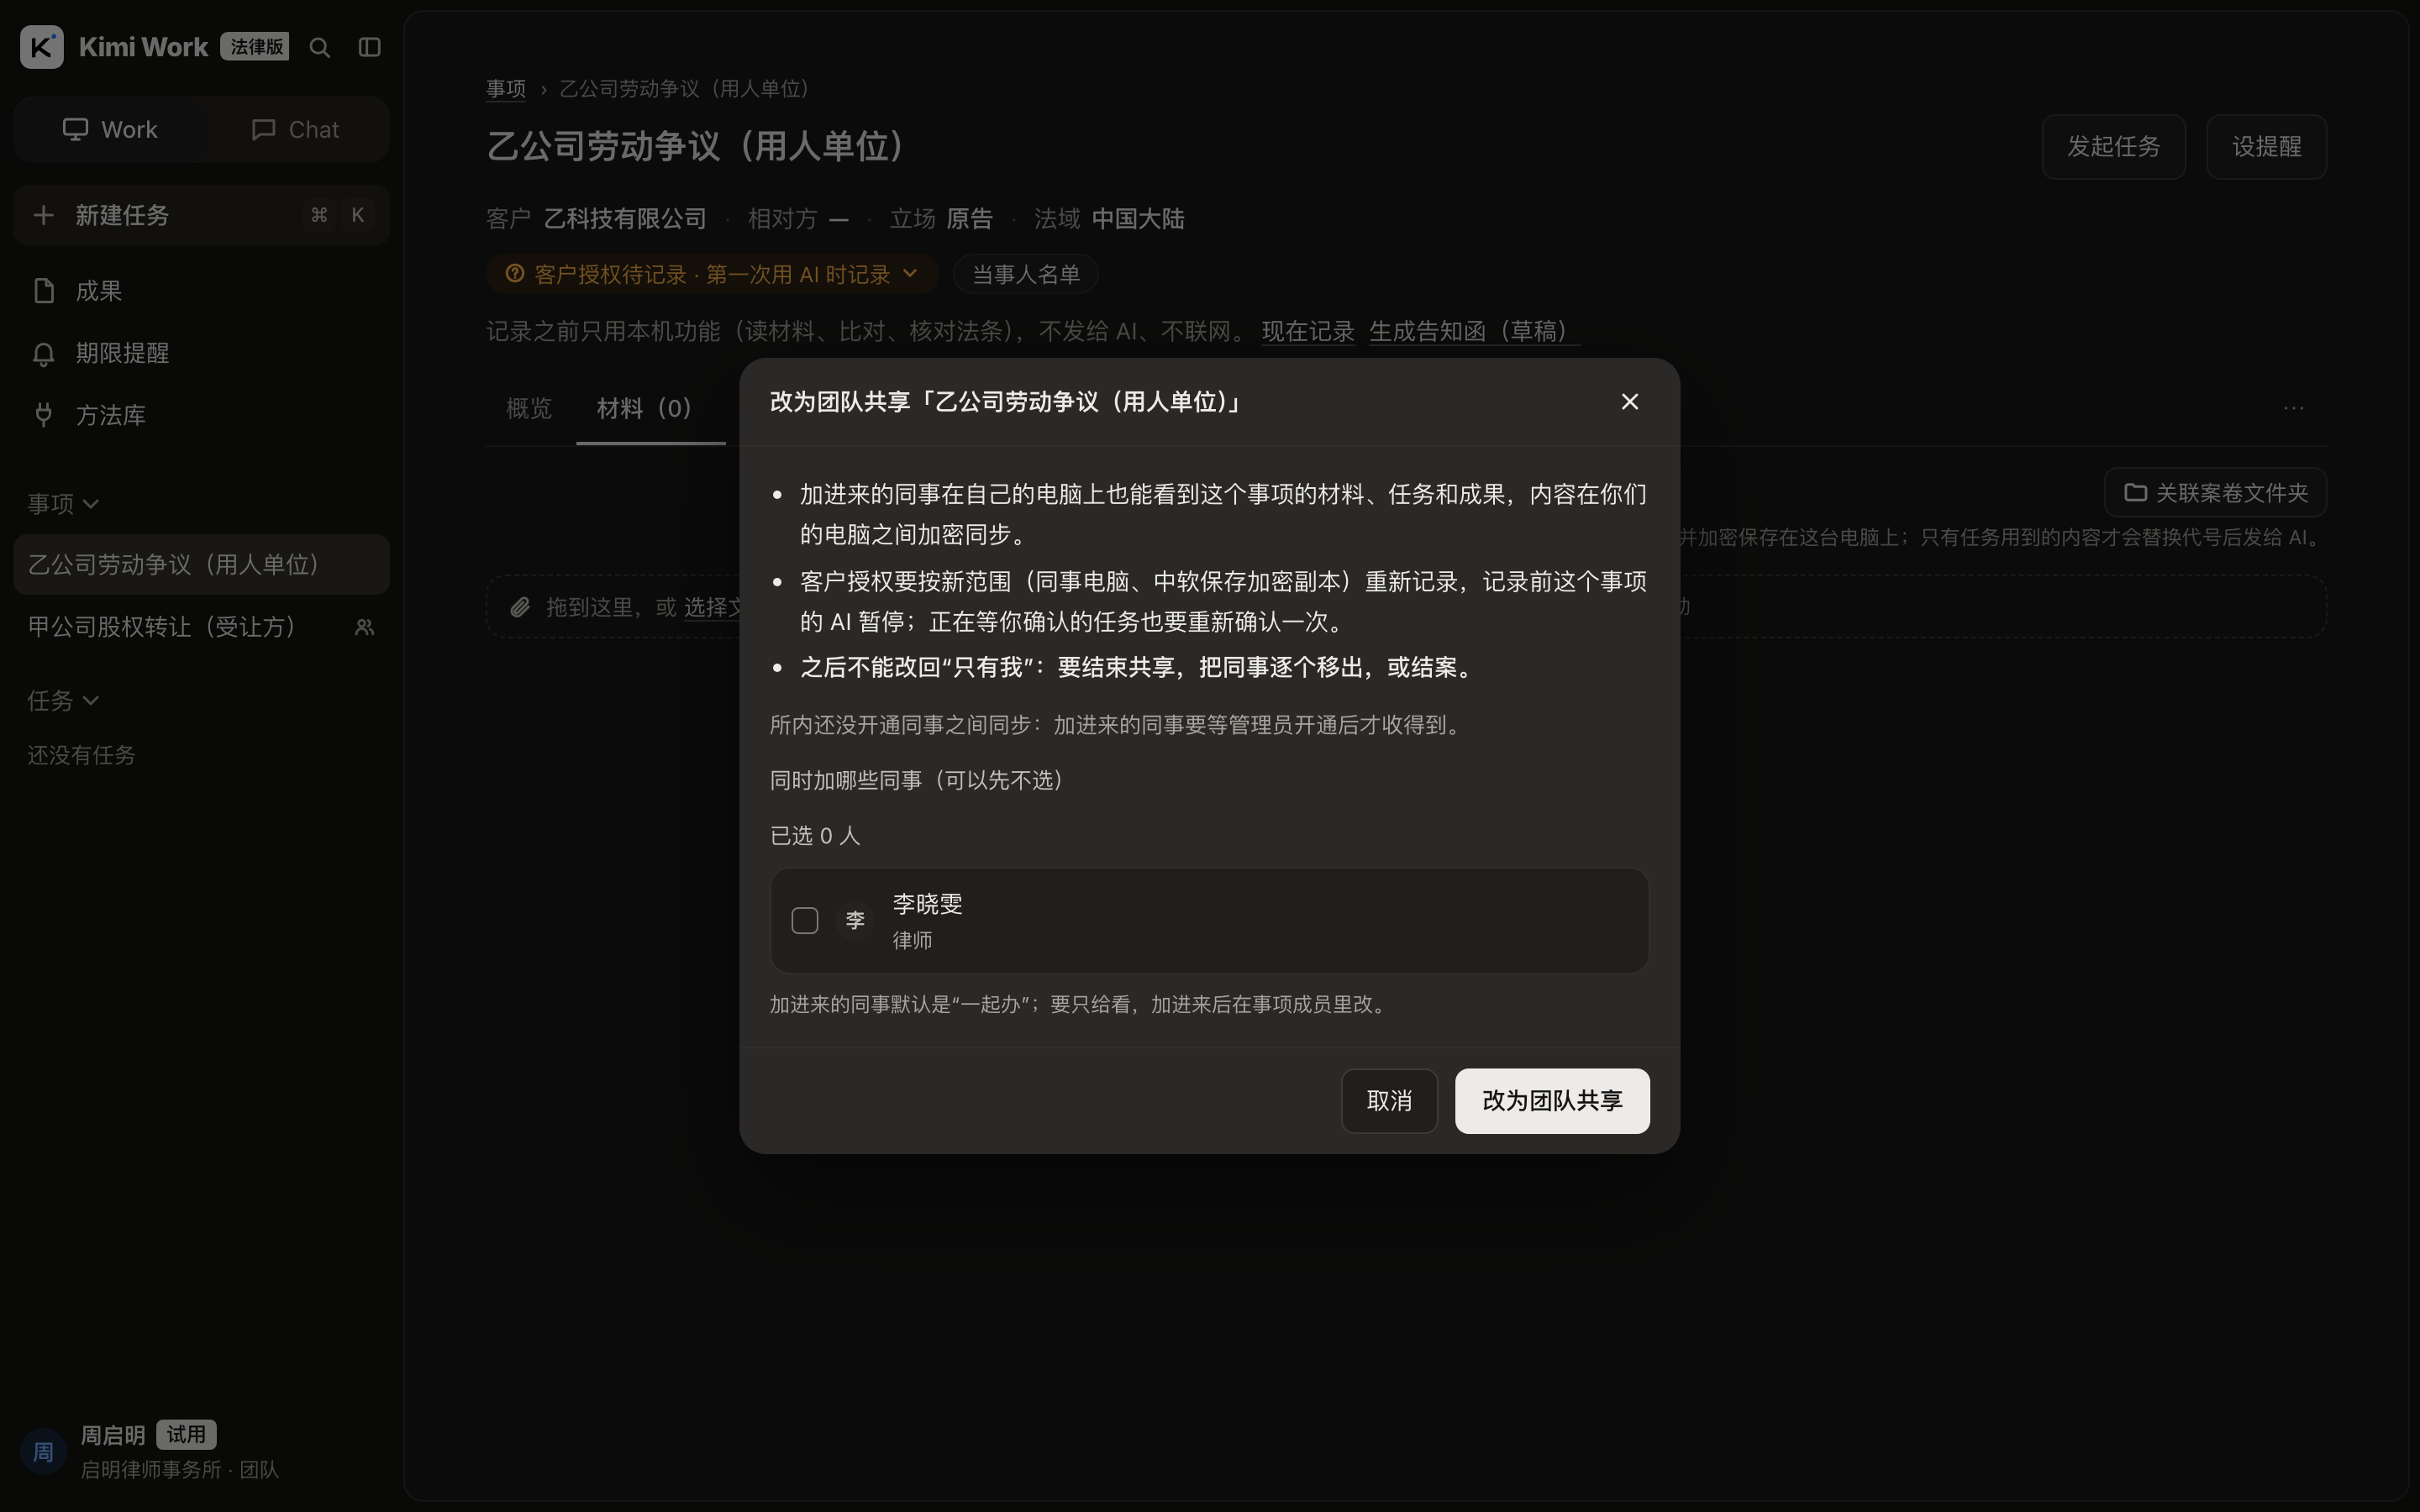 Kimi Work 法律版
Work
Chat
新建任务 ⌘ K
成果
期限提醒
方法库
事项
乙公司劳动争议（用人单位）
甲公司股权转让（受让方）
任务
还没有任务
周启明 试用
启明律师事务所 · 团队
周
事项 › 乙公司劳动争议（用人单位）
乙公司劳动争议（用人单位）
发起任务
设提醒
客户 乙科技有限公司 · 相对方 — · 立场 原告 · 法域 中国大陆
客户授权待记录 · 第一次用 AI 时记录
当事人名单
记录之前只用本机功能（读材料、比对、核对法条），不发给 AI、不联网。 现在记录 生成告知函（草稿）
概览
材料（0）
…
关联案卷文件夹
并加密保存在这台电脑上；只有任务用到的内容才会替换代号后发给 AI。
拖到这里，或 选择文
改为团队共享「乙公司劳动争议（用人单位）」
• 加进来的同事在自己的电脑上也能看到这个事项的材料、任务和成果，内容在你们
的电脑之间加密同步。
• 客户授权要按新范围（同事电脑、中软保存加密副本）重新记录，记录前这个事项
的 AI 暂停；正在等你确认的任务也要重新确认一次。
• 之后不能改回“只有我”：要结束共享，把同事逐个移出，或结案。
所内还没开通同事之间同步：加进来的同事要等管理员开通后才收得到。
同时加哪些同事（可以先不选）
已选 0 人
李
李晓雯
律师
加进来的同事默认是“一起办”；要只给看，加进来后在事项成员里改。
取消
改为团队共享